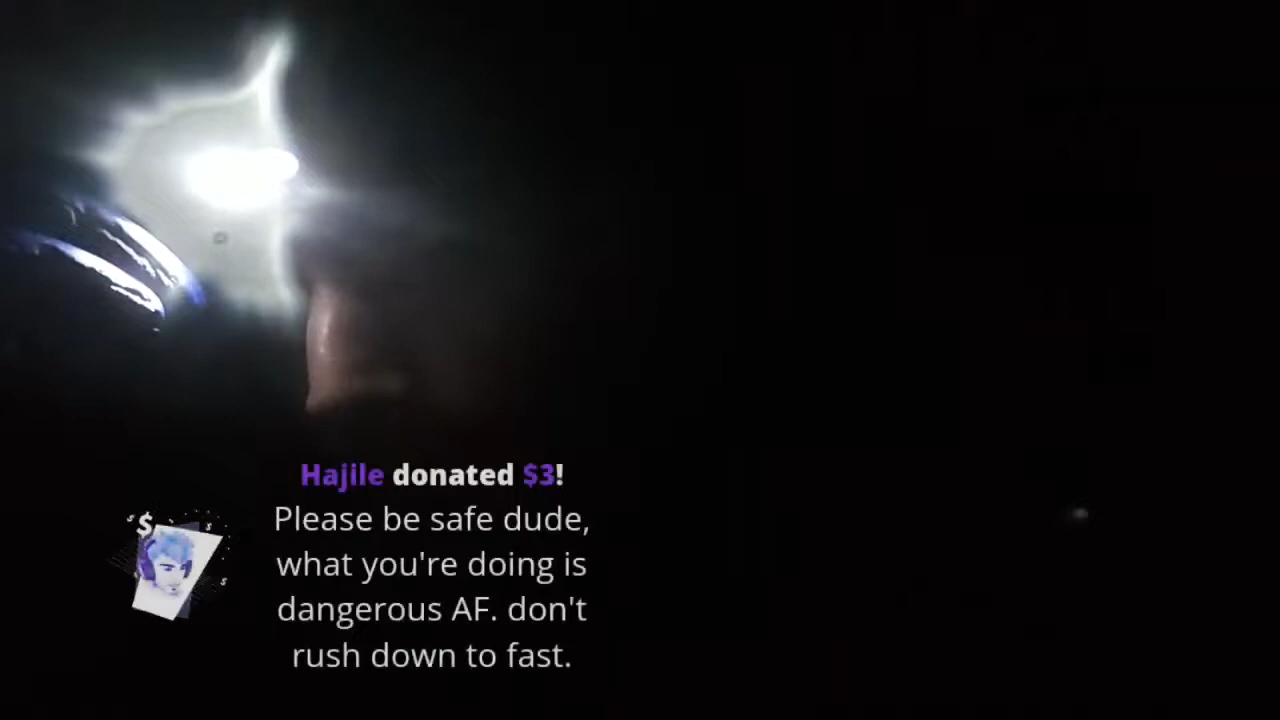 Hajile donated $3!
Please be safe dude,
what you're doing is
dangerous AF. don't
rush down to fast.